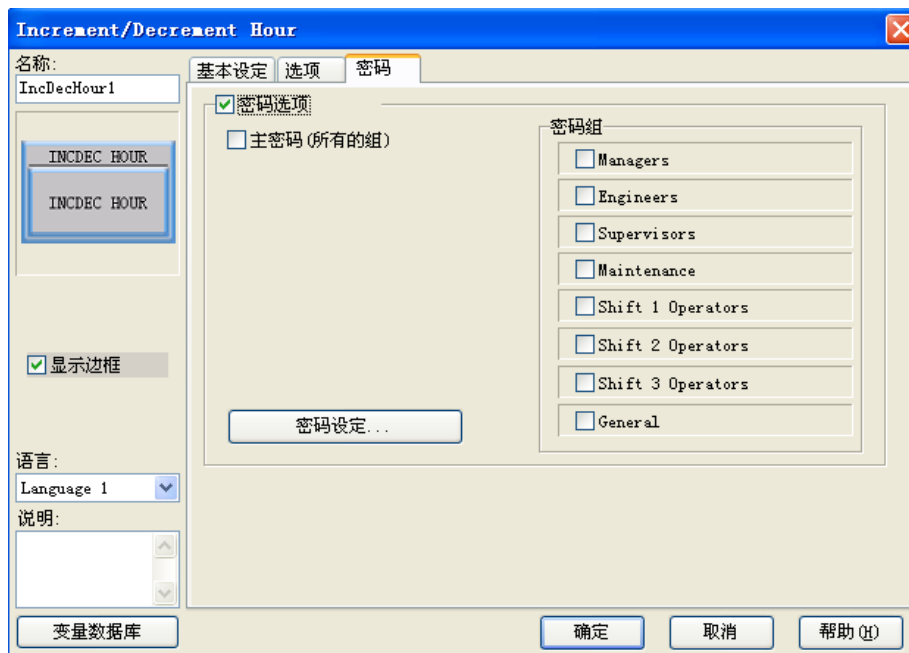 Increment/Decrement Hour
名称:
IncDecHour1
INCDEC HOUR
INCDEC HOUR
显示边框
语言:
Language 1
说明:
变量数据库
基本设定 选项 密码
密码选项
主密码(所有的组)
密码设定...
密码组
Managers
Engineers
Supervisors
Maintenance
Shift 1 Operators
Shift 2 Operators
Shift 3 Operators
General
确定 取消 帮助(H)